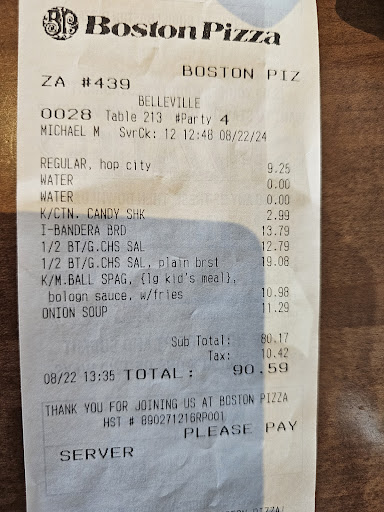 BP Boston Pizza
BOSTON PIZ
ZA #439
BELLEVILLE
0028 Table 213 #Party 4
MICHAEL M SvrCk: 12 12:48 08/22/24
REGULAR, hop city 9.25
WATER 0.00
WATER 0.00
K/CTN. CANDY SHK 2.99
I-BANDERA BRD 13.79
1/2 BT/G.CHS SAL 12.79
1/2 BT/G.CHS SAL, plain brst 19.08
K/M.BALL SPAG, {lg kid's meal},
bologn sauce, w/fries 10.98
ONION SOUP 11.29
Sub Total: 80.17
Tax: 10.42
08/22 13:35 TOTAL: 90.59
THANK YOU FOR JOINING US AT BOSTON PIZZA
HST # 890271216RP001
PLEASE PAY
SERVER